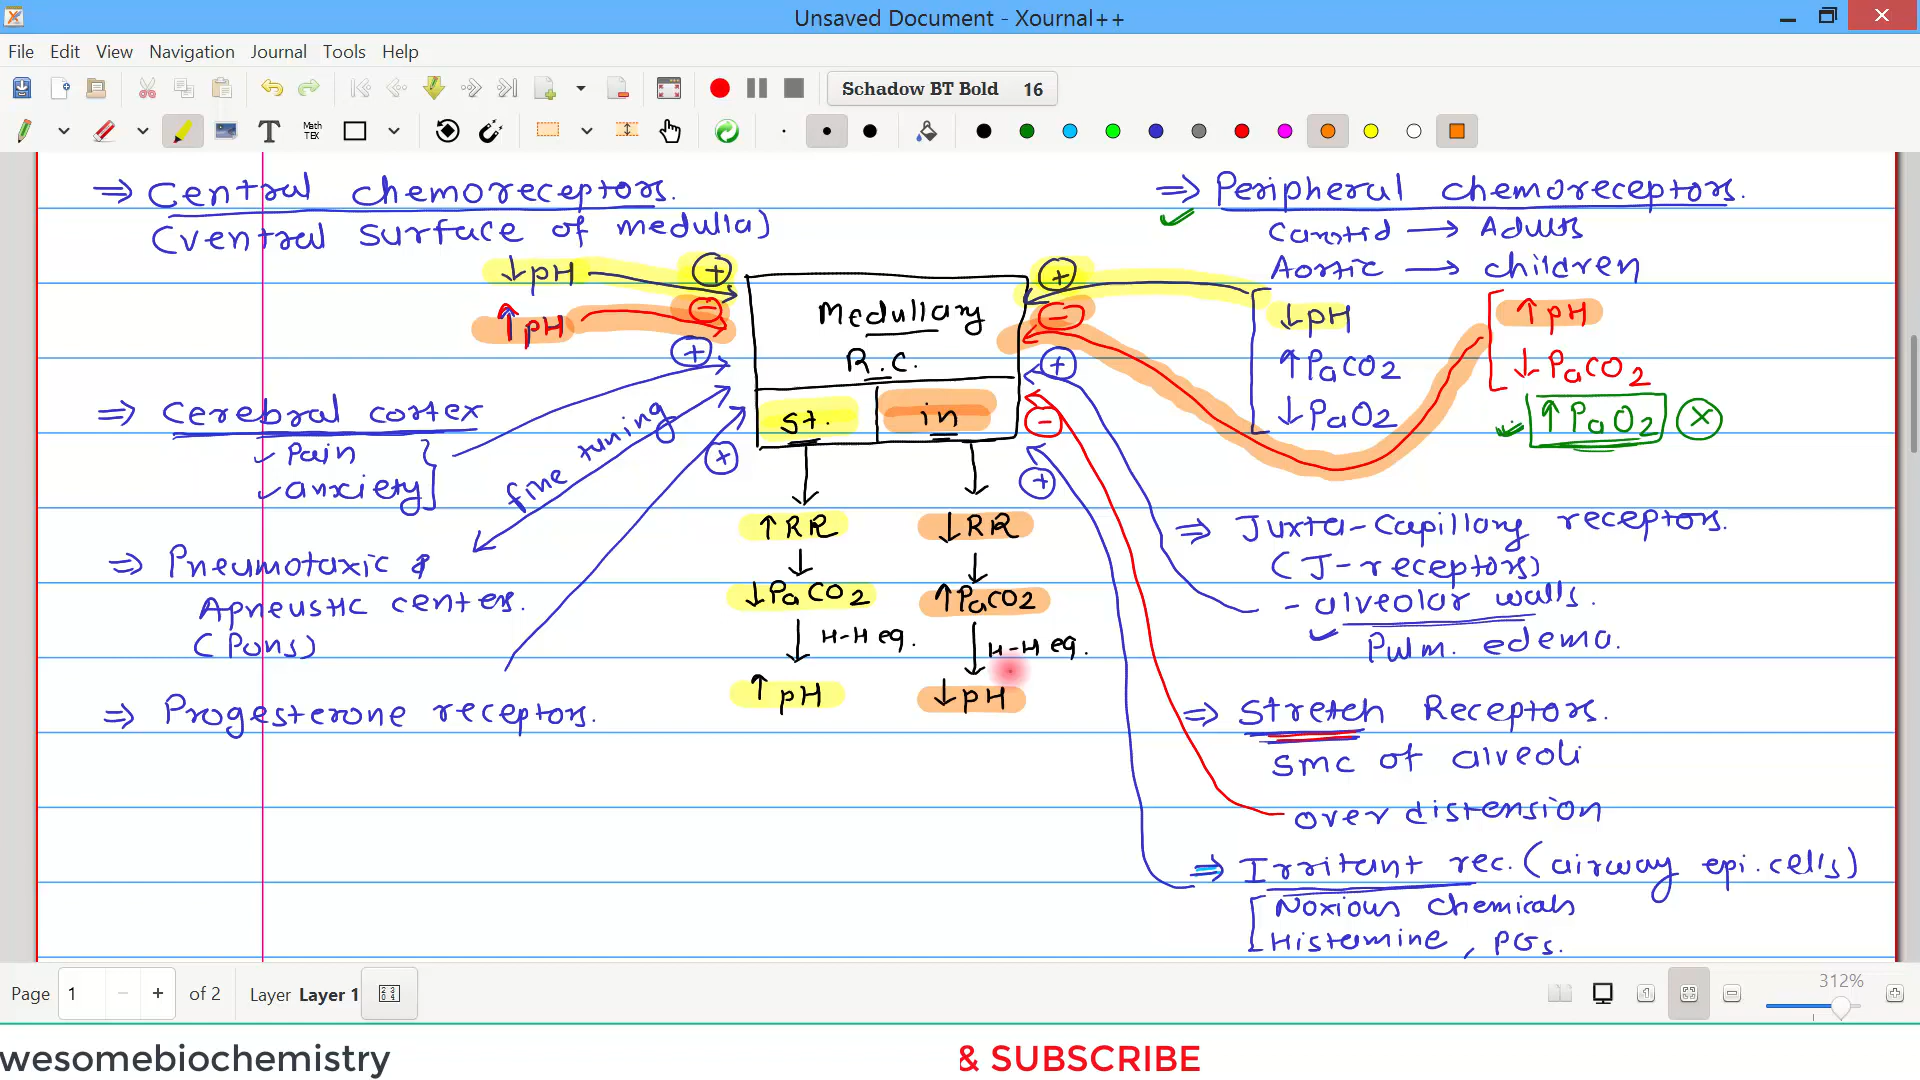 Unsaved Document - Xournal++
File Edit View Navigation Journal Tools Help
Schadow BT Bold 16
Math TEX
⇒ Central chemoreceptors.
(ventral surface of medulla)
↓pH +
↑pH −
+
⇒ Cerebral cortex
✓ Pain
✓ anxiety
fine tuning
+
⇒ Pneumotaxic &
Apneustic centers.
(Pons)
⇒ Progesterone receptors.
Medullary
R.C.
St. in
↑RR ↓RR
↓PaCO2 ↑PaCO2
H-H eq. H-H eq.
↑pH ↓pH
⇒ Peripheral chemoreceptors.
Carotid → Adults
Aortic → children
+
−
↓pH ↑pH
↑PaCO2 ↓PaCO2
↓PaO2 ↑PaO2 X
+
−
+
⇒ Juxta-Capillary receptors.
(J-receptors)
- alveolar walls.
Pulm. edema.
⇒ Stretch Receptors.
SMC of alveoli
over distension
⇒ Irritant rec. (airway epi.cells)
Noxious chemicals
Histamine, PGs.
Page 1 − + of 2 Layer Layer 1
312%
wesomebiochemistry & SUBSCRIBE